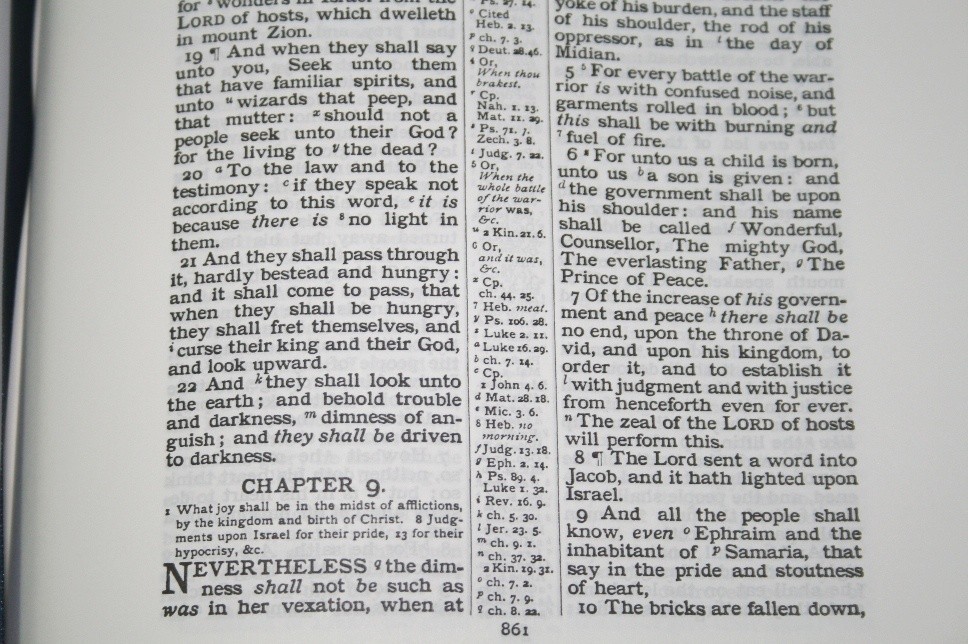 for wonders in Israel from the
LORD of hosts, which dwelleth
in mount Zion.
19 ¶ And when they shall say
unto you, Seek unto them
that have familiar spirits, and
unto ᵘ wizards that peep, and
that mutter: ˣ should not a
people seek unto their God?
for the living to ʸ the dead?
20 ᵃ To the law and to the
testimony: ᶜ if they speak not
according to this word, ᵉ it is
because there is ⁸ no light in
them.
21 And they shall pass through
it, hardly bestead and hungry:
and it shall come to pass, that
when they shall be hungry,
they shall fret themselves, and
ⁱ curse their king and their God,
and look upward.
22 And ᵏ they shall look unto
the earth; and behold trouble
and darkness, ᵐ dimness of an-
guish; and they shall be driven
to darkness.
CHAPTER 9.
1 What joy shall be in the midst of afflictions,
by the kingdom and birth of Christ. 8 Judg-
ments upon Israel for their pride, 13 for their
hypocrisy, &c.
NEVERTHELESS ᑫ the dim-
ness shall not be such as
was in her vexation, when at
Ps. 27. 14.
Cited
Heb. 2. 13.
ᵖ ch. 7. 3.
ᑫ Deut. 28. 46.
⁴ Or,
When thou
brakest.
ʳ Cp.
Nah. 1. 13.
Mat. 11. 29.
ˢ Ps. 71. 7.
Zech. 3. 8.
ᵗ Judg. 7. 22.
⁵ Or,
When the
whole battle
of the war-
rior was,
&c.
ᵘ 2 Kin. 21. 6.
⁶ Or,
and it was,
&c.
ˣ Cp.
ch. 44. 25.
⁷ Heb. meat.
ʸ Ps. 106. 28.
ᶻ Luke 2. 11.
ᵃ Luke 16. 29.
ᵇ ch. 7. 14.
ᶜ Cp.
1 John 4. 6.
ᵈ Mat. 28. 18.
ᵉ Mic. 3. 6.
⁸ Heb. no
morning.
ᶠ Judg. 13. 18.
ᵍ Eph. 2. 14.
ʰ Ps. 89. 4.
Luke 1. 32.
ⁱ Rev. 16. 9.
ᵏ ch. 5. 30.
ˡ Jer. 23. 5.
ᵐ ch. 9. 1.
ⁿ ch. 37. 32.
2 Kin. 19. 31.
ᵒ ch. 7. 2.
ᵖ ch. 7. 9.
ᑫ ch. 8. 22.
yoke of his burden, and the staff
of his shoulder, the rod of his
oppressor, as in ᵗ the day of
Midian.
5 ⁵ For every battle of the war-
rior is with confused noise, and
garments rolled in blood; ⁶ but
this shall be with burning and
⁷ fuel of fire.
6 ᶻ For unto us a child is born,
unto us ᵇ a son is given: and
ᵈ the government shall be upon
his shoulder: and his name
shall be called ᶠ Wonderful,
Counsellor, The mighty God,
The everlasting Father, ᵍ The
Prince of Peace.
7 Of the increase of his govern-
ment and peace ʰ there shall be
no end, upon the throne of Da-
vid, and upon his kingdom, to
order it, and to establish it
ˡ with judgment and with justice
from henceforth even for ever.
ⁿ The zeal of the LORD of hosts
will perform this.
8 ¶ The Lord sent a word into
Jacob, and it hath lighted upon
Israel.
9 And all the people shall
know, even ᵒ Ephraim and the
inhabitant of ᵖ Samaria, that
say in the pride and stoutness
of heart,
10 The bricks are fallen down,
861